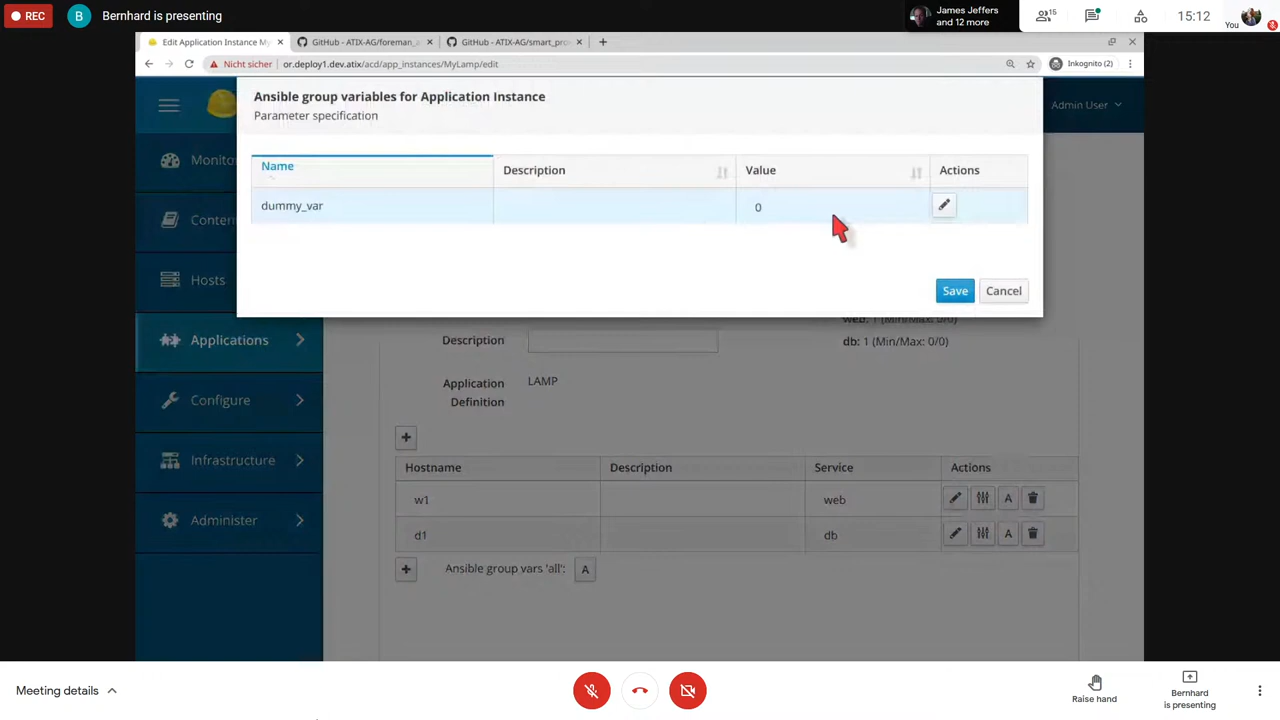 REC
B
Bernhard is presenting
James Jeffers
and 12 more
15
15:12
You
Edit Application Instance My
GitHub - ATIX-AG/foreman_a
GitHub - ATIX-AG/smart_pro
Nicht sicher
or.deploy1.dev.atix/acd/app_instances/MyLamp/edit
Inkognito (2)
Ansible group variables for Application Instance
Parameter specification
Admin User
Name
Description
Value
Actions
dummy_var
0
Save
Cancel
Monito
Conten
Hosts
Applications
Configure
Infrastructure
Administer
web: 1 (Min/Max: 0/0)
Description
db: 1 (Min/Max: 0/0)
Application
Definition
LAMP
Hostname
Description
Service
Actions
w1
web
A
d1
db
A
Ansible group vars 'all':
A
Meeting details
Raise hand
Bernhard
is presenting